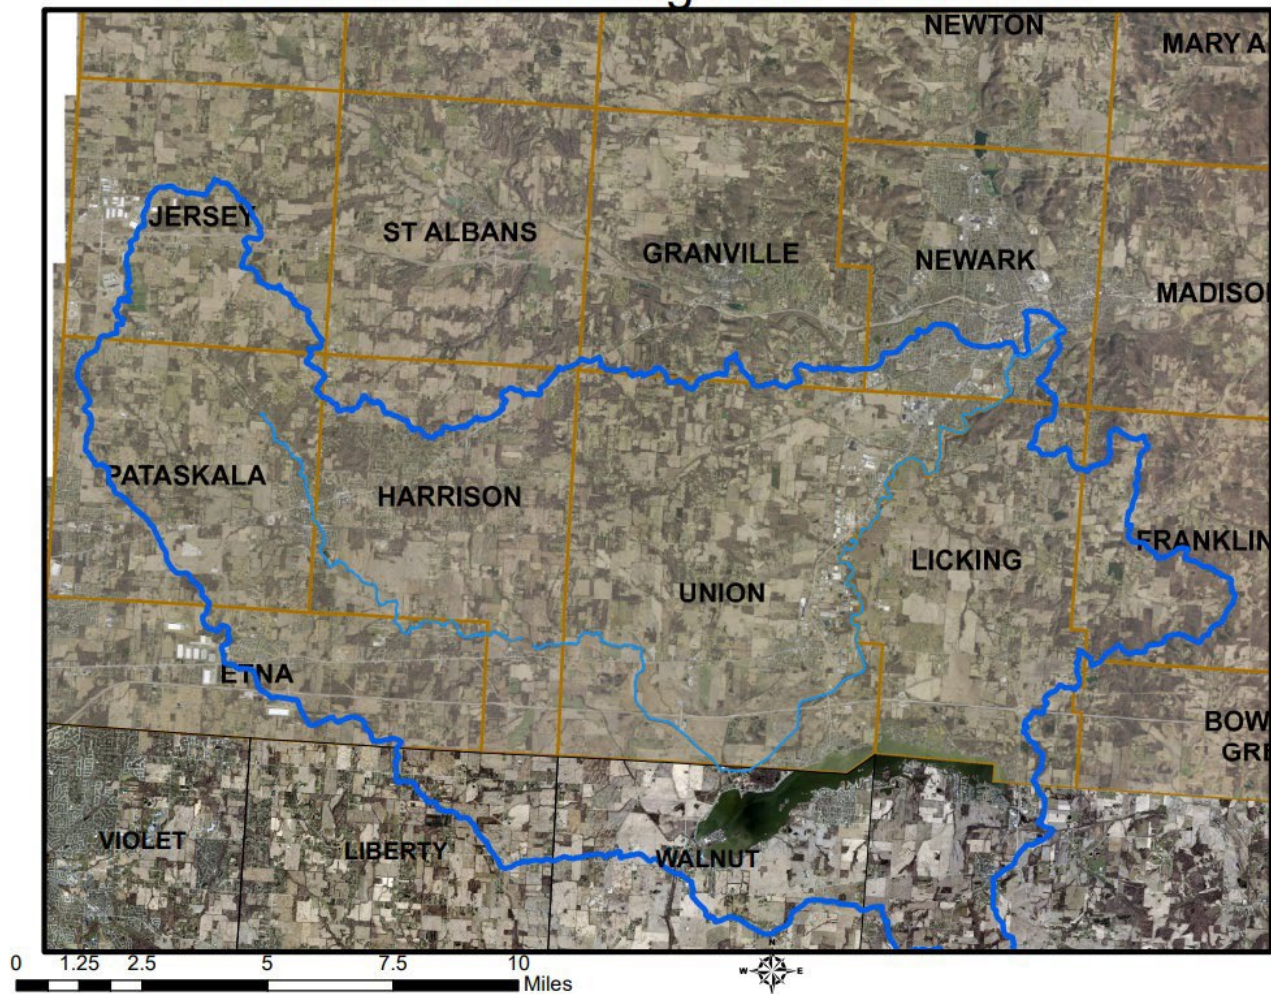 NEWTON
MARY A
JERSEY
ST ALBANS
GRANVILLE
NEWARK
MADISO
PATASKALA
HARRISON
FRANKLIN
LICKING
UNION
ETNA
BOW
GRE
VIOLET
LIBERTY
WALNUT
N
W E
0 1.25 2.5 5 7.5 10
Miles